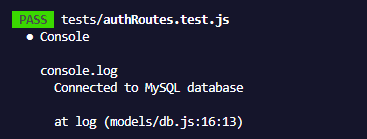 PASS tests/authRoutes.test.js
● Console
console.log
Connected to MySQL database
at log (models/db.js:16:13)